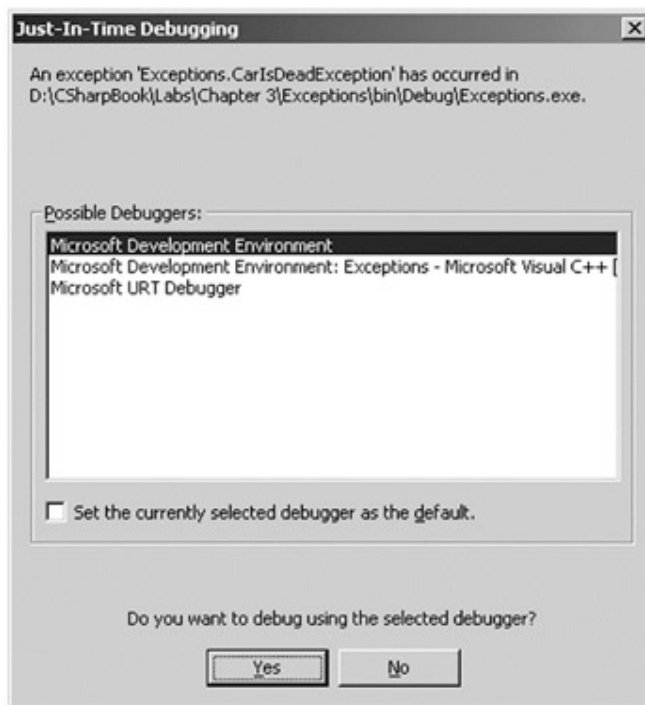 Just-In-Time Debugging
An exception 'Exceptions.CarIsDeadException' has occurred in
D:\CSharpBook\Labs\Chapter 3\Exceptions\bin\Debug\Exceptions.exe.
Possible Debuggers:
Microsoft Development Environment
Microsoft Development Environment: Exceptions - Microsoft Visual C++ [
Microsoft URT Debugger
Set the currently selected debugger as the default.
Do you want to debug using the selected debugger?
Yes
No